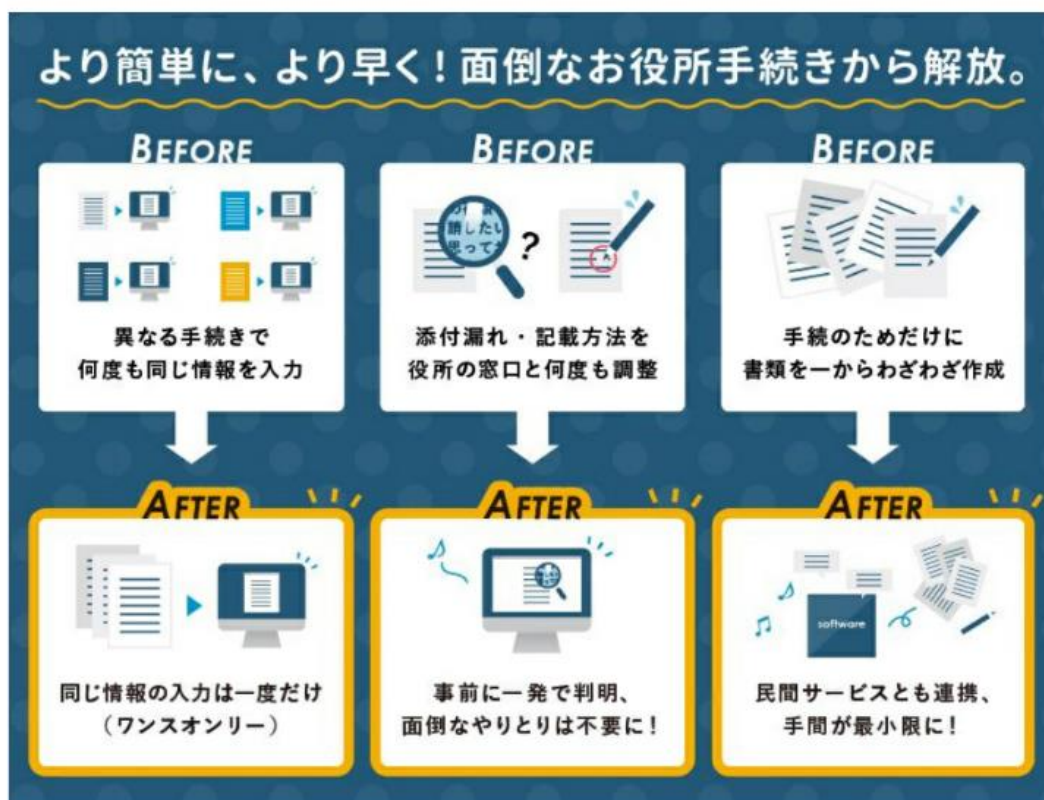 より簡単に、より早く！面倒なお役所手続きから解放。
BEFORE
異なる手続きで
何度も同じ情報を入力
BEFORE
請したい
思って
?
添付漏れ・記載方法を
役所の窓口と何度も調整
BEFORE
手続のためだけに
書類を一からわざわざ作成
AFTER
同じ情報の入力は一度だけ
（ワンスオンリー）
AFTER
事前に一発で判明、
面倒なやりとりは不要に！
AFTER
software
民間サービスとも連携、
手間が最小限に！